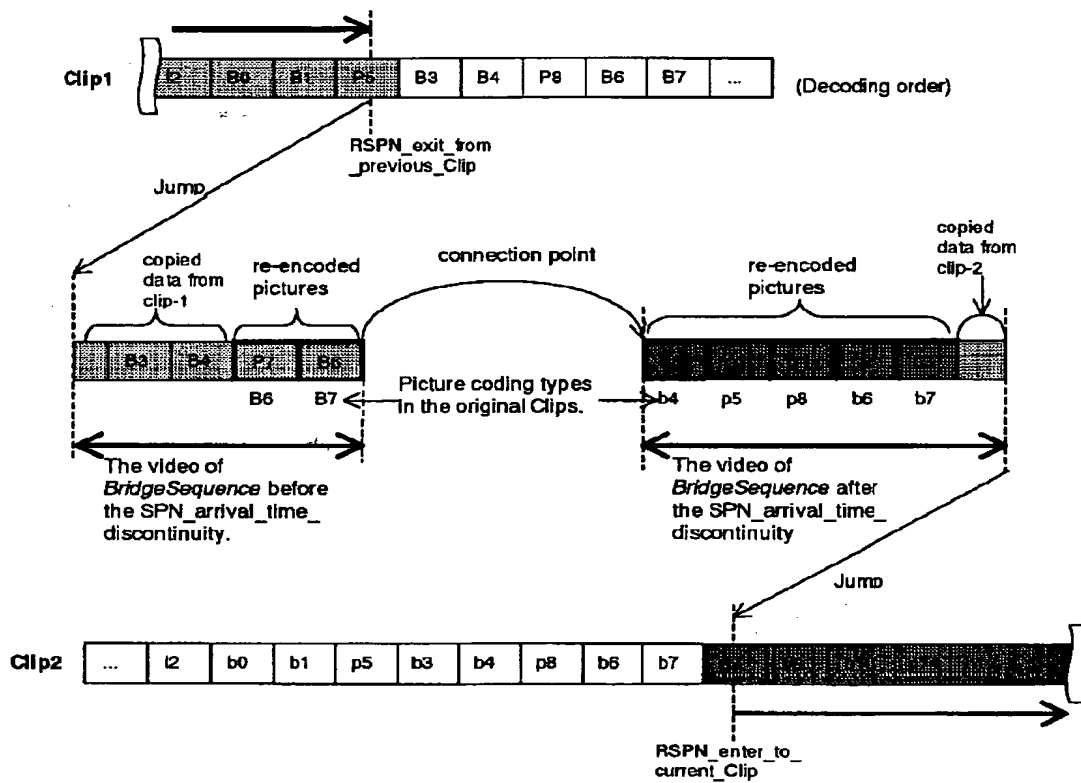 Clip1
I2 B0 B1 P5 B3 B4 P8 B6 B7 ...
(Decoding order)
RSPN_exit_from
_previous_Clip
Jump
copied
data from
clip-1
re-encoded
pictures
connection point
re-encoded
pictures
copied
data from
clip-2
B3 B4 P7 B6
B6 B7
Picture coding types
in the original Clips.
b4 p5 p8 b6 b7
The video of
BridgeSequence before
the SPN_arrival_time_
discontinuity.
The video of
BridgeSequence after
the SPN_arrival_time_
discontinuity
Jump
Clip2
... i2 b0 b1 p5 b3 b4 p8 b6 b7
RSPN_enter_to_
current_Clip